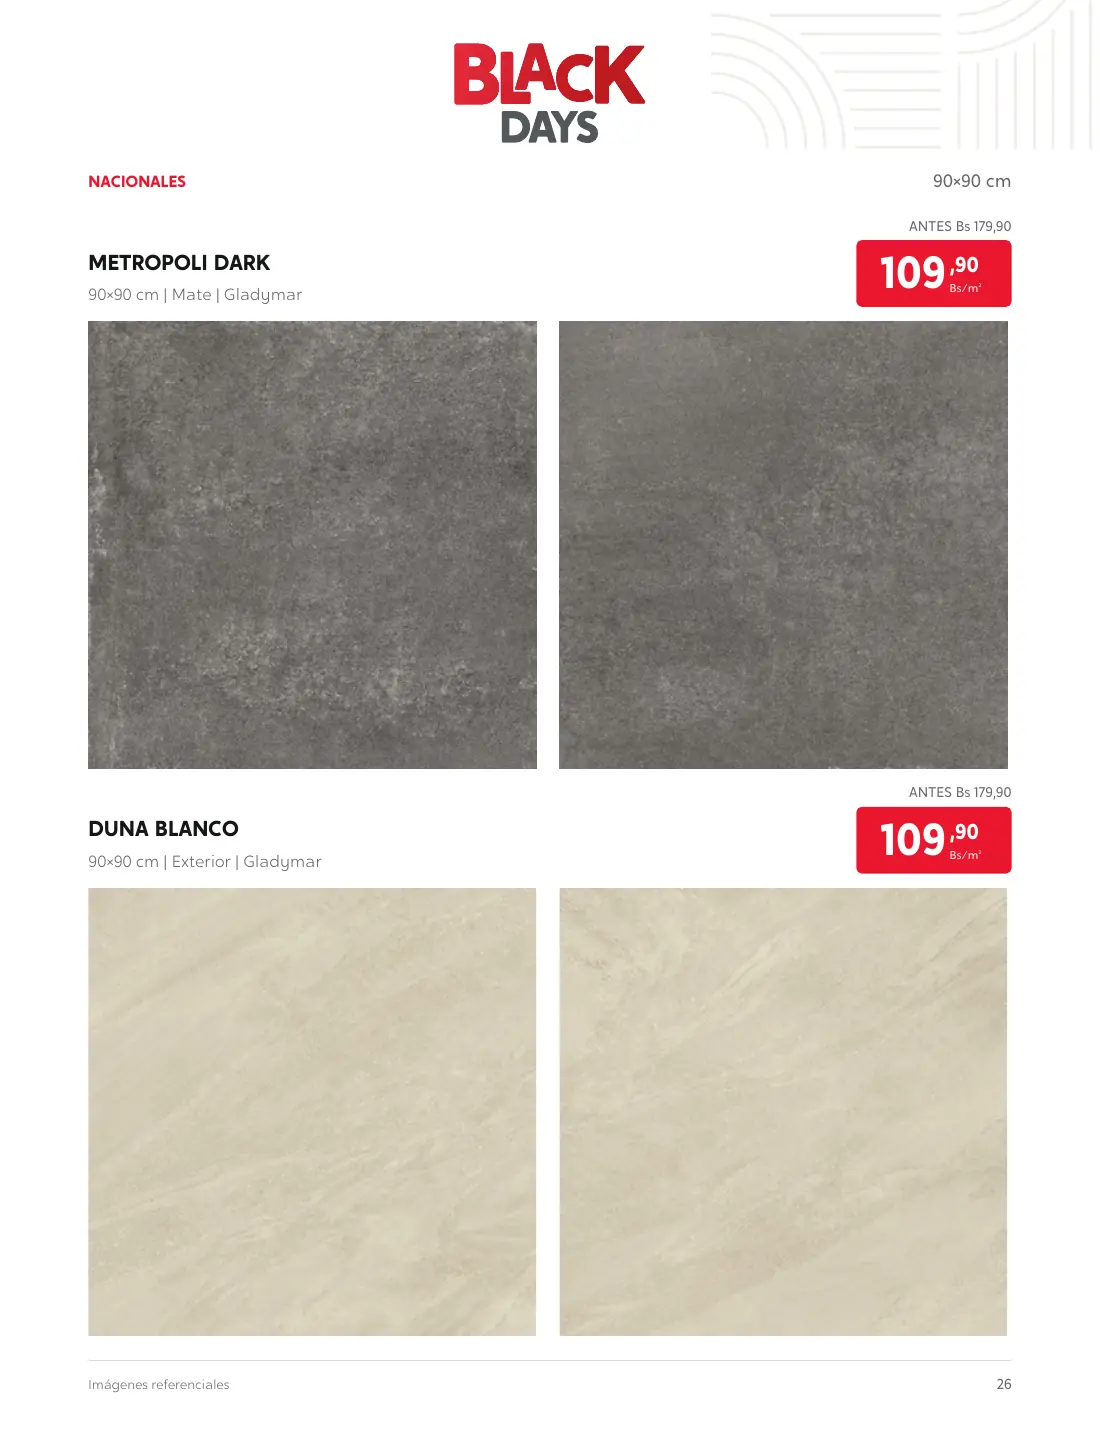 BLACK
DAYS
NACIONALES
90×90 cm
ANTES Bs 179,90
METROPOLI DARK
109,90
Bs/m²
90×90 cm | Mate | Gladymar
ANTES Bs 179,90
DUNA BLANCO
109,90
Bs/m²
90×90 cm | Exterior | Gladymar
Imágenes referenciales
26